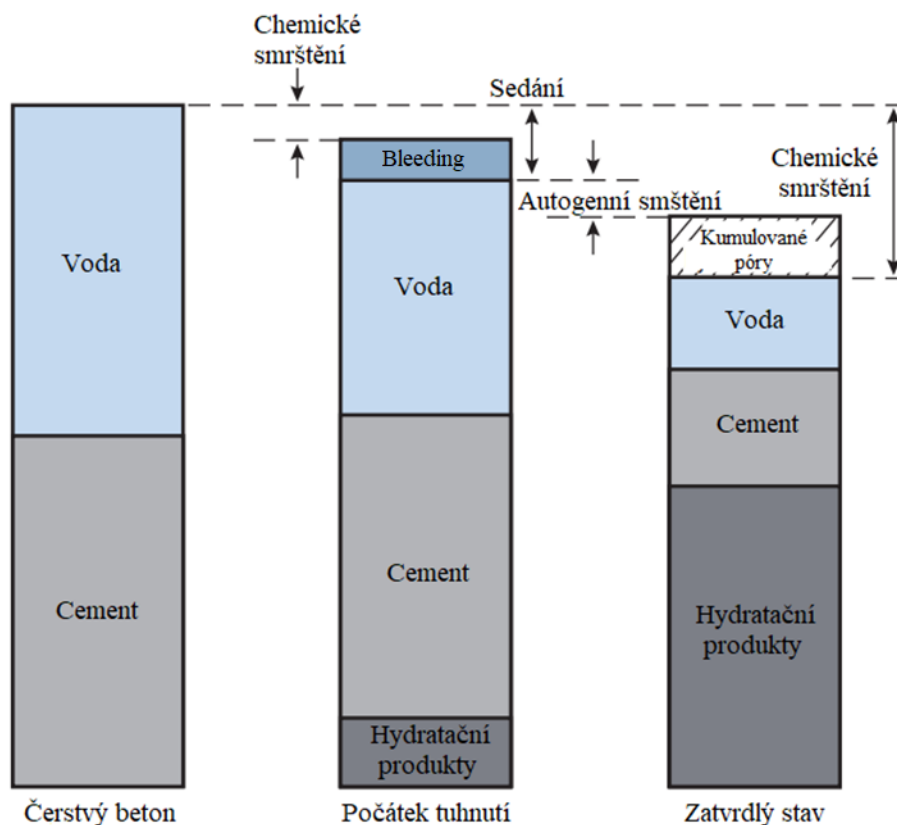 Chemické
smrštění
Sedání
Bleeding
Chemické
smrštění
Autogenní smštění
Kumulované
póry
Voda
Voda
Voda
Cement
Cement
Cement
Hydratační
produkty
Hydratační
produkty
Čerstvý beton
Počátek tuhnutí
Zatvrdlý stav